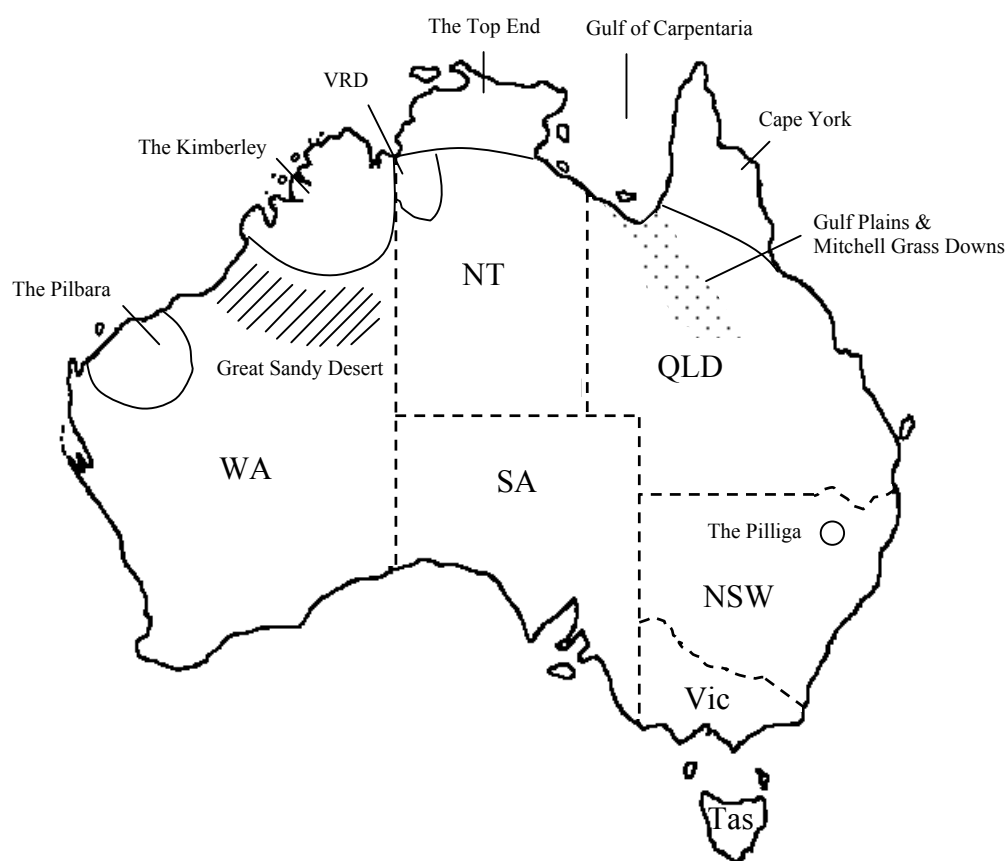 The Top End
Gulf of Carpentaria
VRD
Cape York
The Kimberley
Gulf Plains &
Mitchell Grass Downs
NT
The Pilbara
Great Sandy Desert
QLD
WA
SA
The Pilliga
NSW
Vic
Tas